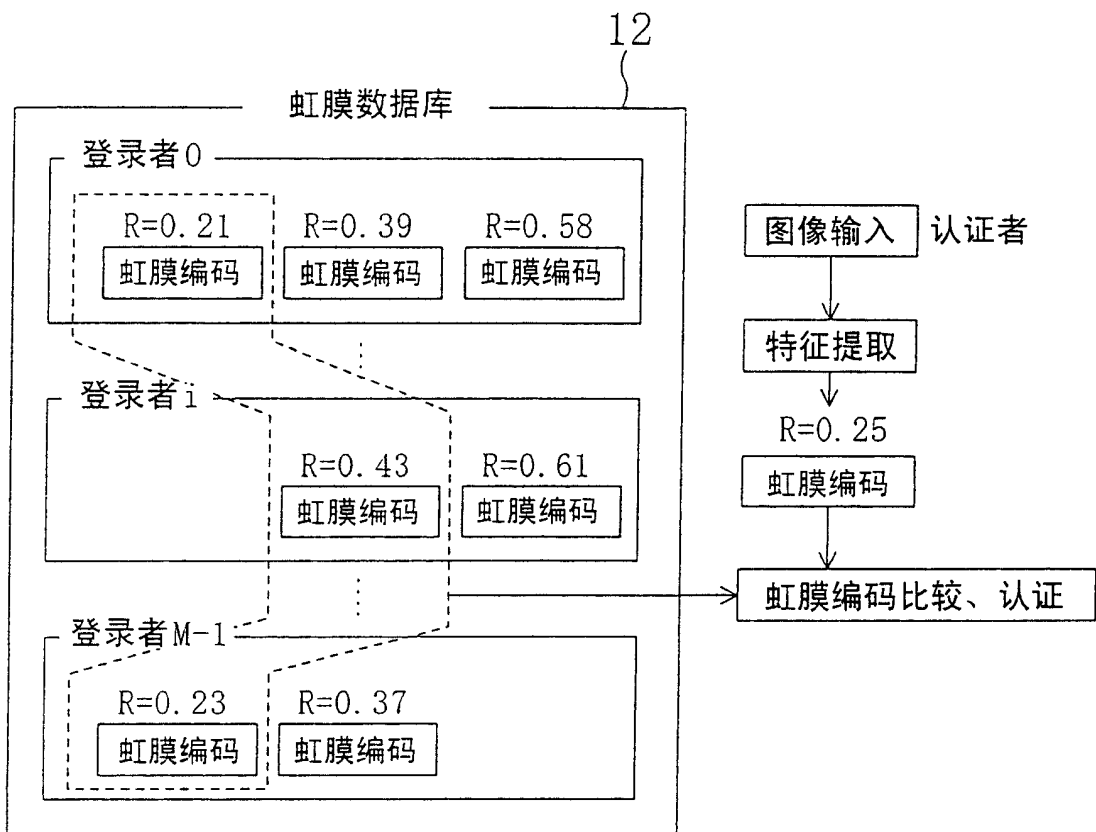 12
虹膜数据库
登录者0
R=0.21 R=0.39 R=0.58
虹膜编码 虹膜编码 虹膜编码
登录者i
R=0.43 R=0.61
虹膜编码 虹膜编码
登录者M-1
R=0.23 R=0.37
虹膜编码 虹膜编码
图像输入 认证者
特征提取
R=0.25
虹膜编码
虹膜编码比较、认证